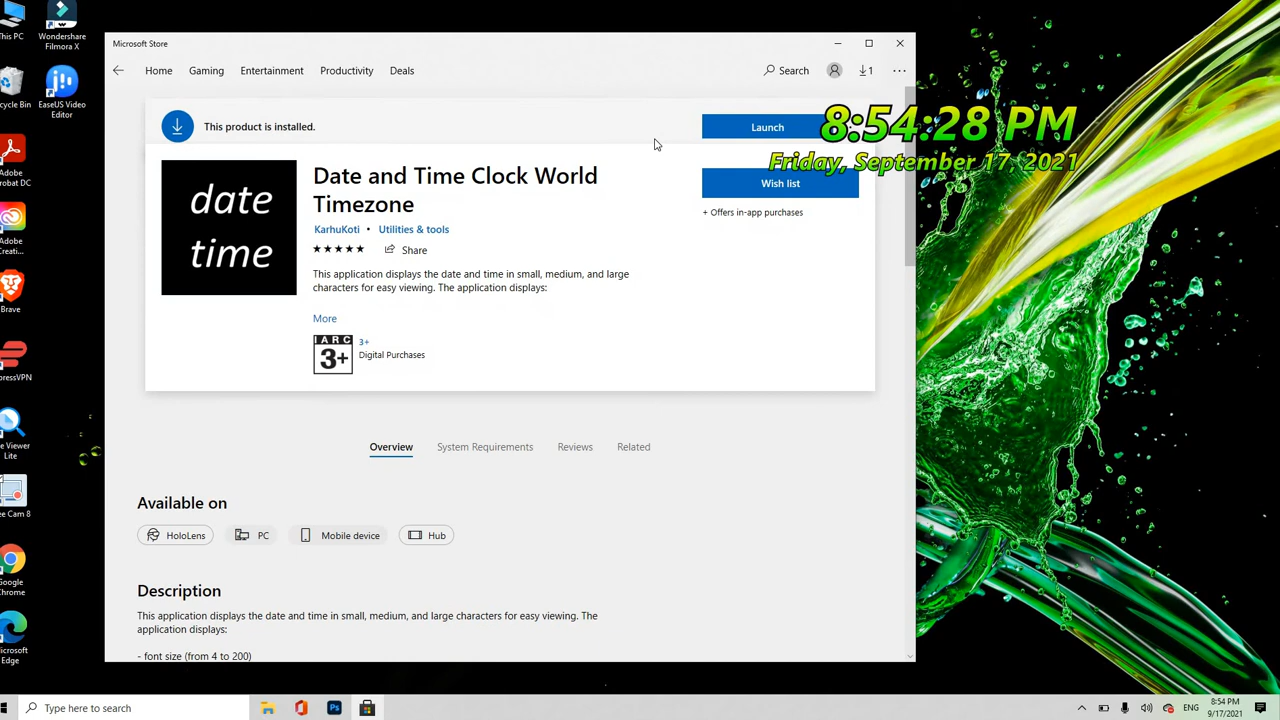 This PC
Wondershare
Filmora X
Recycle Bin
EaseUS Video
Editor
Acrobat DC
Adobe
Creati...
Brave
ExpressVPN
Viewer
Lite
Cam 8
Google
Chrome
Microsoft
Edge
Microsoft Store
Home
Gaming
Entertainment
Productivity
Deals
Search
1
This product is installed.
Launch
8:54:28 PM
Friday, September 17, 2021
date
time
Date and Time Clock World
Timezone
Wish list
+ Offers in-app purchases
KarhuKoti • Utilities & tools
★★★★★ Share
This application displays the date and time in small, medium, and large
characters for easy viewing. The application displays:
More
IARC
3+
3+
Digital Purchases
Overview
System Requirements
Reviews
Related
Available on
HoloLens
PC
Mobile device
Hub
Description
This application displays the date and time in small, medium, and large characters for easy viewing. The
application displays:
- font size (from 4 to 200)
Type here to search
Ps
ENG
8:54 PM
9/17/2021